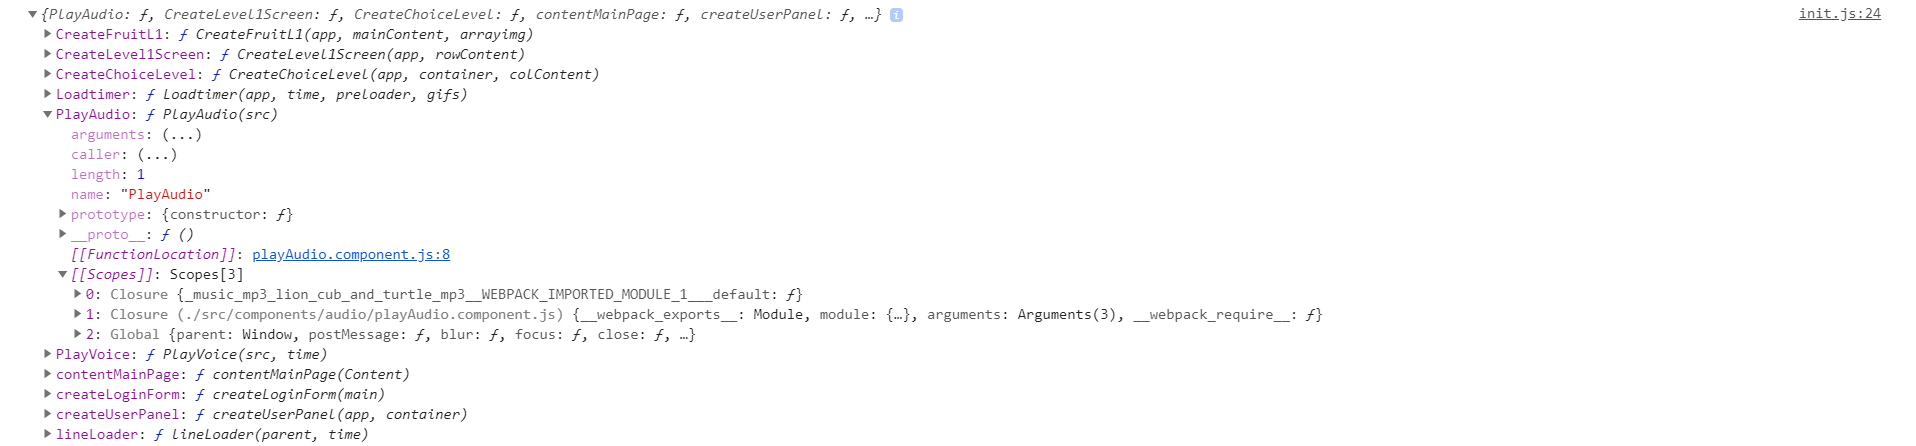 ▼{PlayAudio: ƒ, CreateLevel1Screen: ƒ, CreateChoiceLevel: ƒ, contentMainPage: ƒ, createUserPanel: ƒ, …} i init.js:24
▶CreateFruitL1: ƒ CreateFruitL1(app, mainContent, arrayimg)
▶CreateLevel1Screen: ƒ CreateLevel1Screen(app, rowContent)
▶CreateChoiceLevel: ƒ CreateChoiceLevel(app, container, colContent)
▶Loadtimer: ƒ Loadtimer(app, time, preloader, gifs)
▼PlayAudio: ƒ PlayAudio(src)
arguments: (...)
caller: (...)
length: 1
name: "PlayAudio"
▶prototype: {constructor: ƒ}
▶__proto__: ƒ ()
[[FunctionLocation]]: playAudio.component.js:8
▼[[Scopes]]: Scopes[3]
▶0: Closure {_music_mp3_lion_cub_and_turtle_mp3__WEBPACK_IMPORTED_MODULE_1___default: ƒ}
▶1: Closure (./src/components/audio/playAudio.component.js) {__webpack_exports__: Module, module: {…}, arguments: Arguments(3), __webpack_require__: ƒ}
▶2: Global {parent: Window, postMessage: ƒ, blur: ƒ, focus: ƒ, close: ƒ, …}
▶PlayVoice: ƒ PlayVoice(src, time)
▶contentMainPage: ƒ contentMainPage(Content)
▶createLoginForm: ƒ createLoginForm(main)
▶createUserPanel: ƒ createUserPanel(app, container)
▶lineLoader: ƒ lineLoader(parent, time)